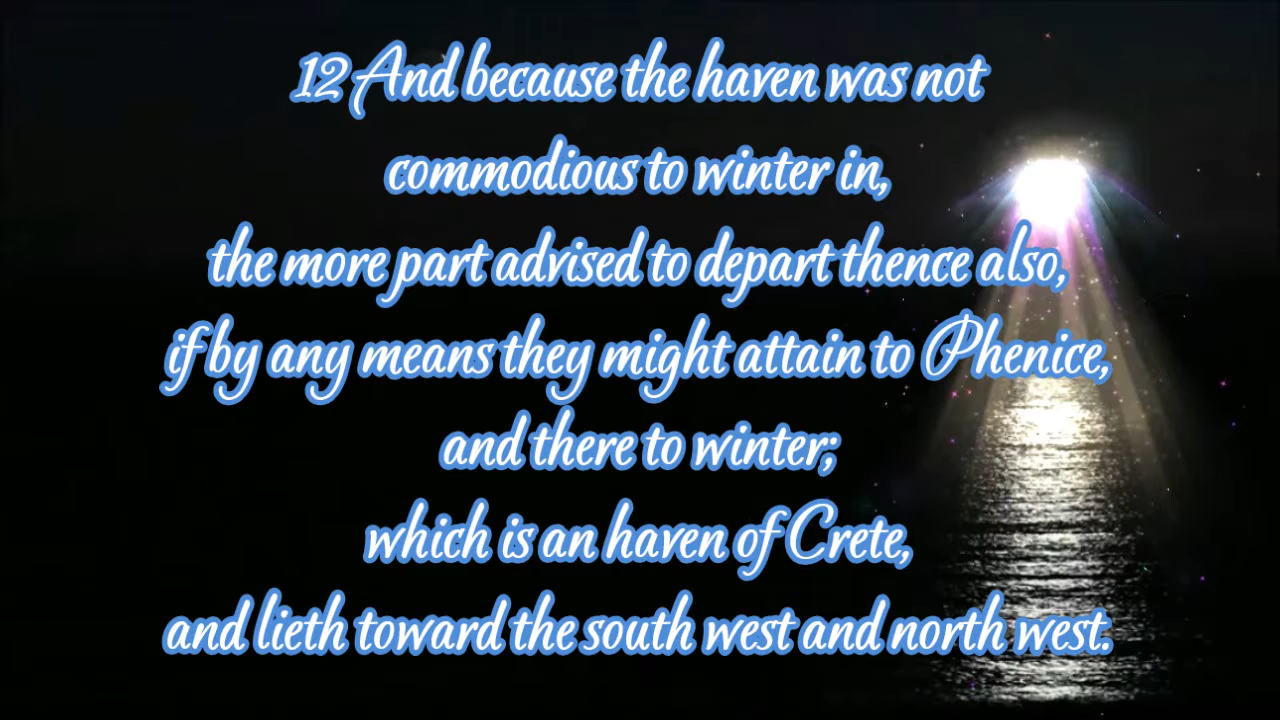 12 And because the haven was not
commodious to winter in,
the more part advised to depart thence also,
if by any means they might attain to Phenice,
and there to winter;
which is an haven of Crete,
and lieth toward the south west and north west.